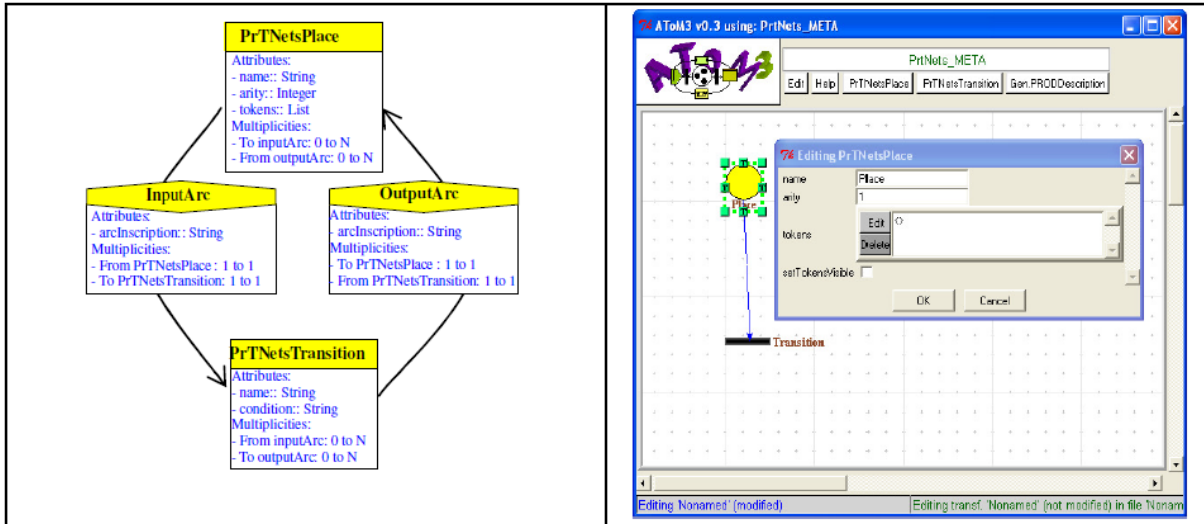 PrTNetsPlace
Attributes:
- name:: String
- arity:: Integer
- tokens:: List
Multiplicities:
- To inputArc: 0 to N
- From outputArc: 0 to N
InputArc
Attributes:
- arcInscription:: String
Multiplicities:
- From PrTNetsPlace : 1 to 1
- To PrTNetsTransition: 1 to 1
OutputArc
Attributes:
- arcInscription:: String
Multiplicities:
- To PrTNetsPlace : 1 to 1
- From PrTNetsTransition: 1 to 1
PrTNetsTransition
Attributes:
- name:: String
- condition:: String
Multiplicities:
- From inputArc: 0 to N
- To outputArc: 0 to N
AToM3 v0.3 using: PrtNets_META
ATOM3
PrtNets_META
Edit Help PrTNetsPlace PrTNetsTransition Gen.PRODDescription
Editing PrTNetsPlace
name Pllace
arity 1
tokens Edit O
Delete
setTokensVisible
OK Cancel
Place
Transition
Editing 'Nonamed' (modified)
Editing transf. 'Nonamed' (not modified) in file 'Nonam